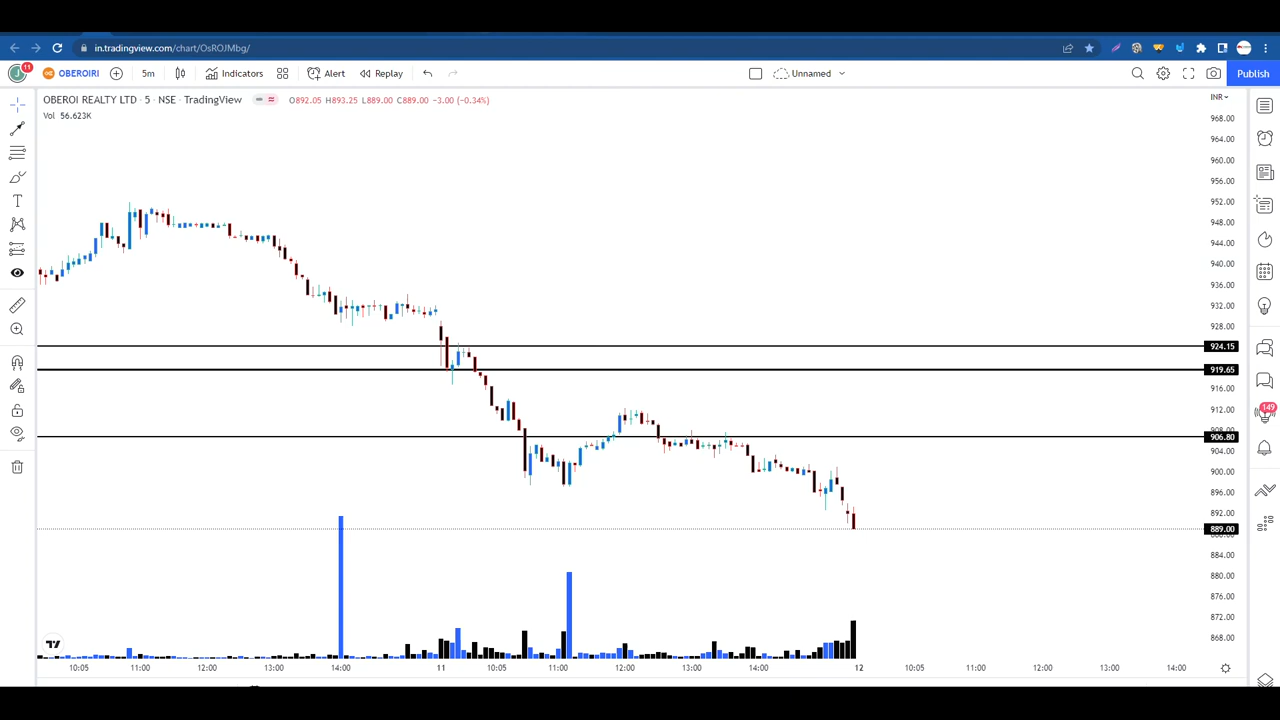 in.tradingview.com/chart/OsROJMbg/
11
OBEROIRI
5m
Indicators
Alert
Replay
Unnamed
Publish
OBEROI REALTY LTD · 5 · NSE · TradingView
O892.05 H893.25 L889.00 C889.00 -3.00 (-0.34%)
Vol 56.623K
INR
968.00
964.00
960.00
956.00
952.00
948.00
944.00
940.00
936.00
932.00
928.00
924.15
919.65
916.00
912.00
906.80
904.00
900.00
896.00
892.00
889.00
884.00
880.00
876.00
872.00
868.00
149
10:05 11:00 12:00 13:00 14:00 11 10:05 11:00 12:00 13:00 14:00 12 10:05 11:00 12:00 13:00 14:00